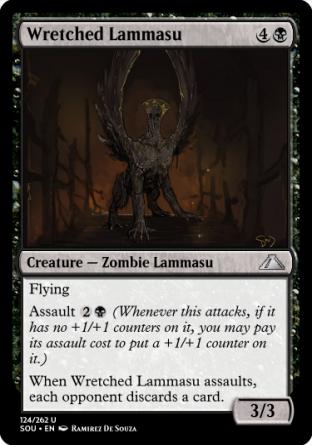 Wretched Lammasu 4
Creature — Zombie Lammasu
Flying
Assault 2 (Whenever this attacks, if it
has no +1/+1 counters on it, you may pay
its assault cost to put a +1/+1 counter on
it.)
When Wretched Lammasu assaults,
each opponent discards a card.
3/3
124/262 U
SOU • EN RAMIREZ DE SOUZA